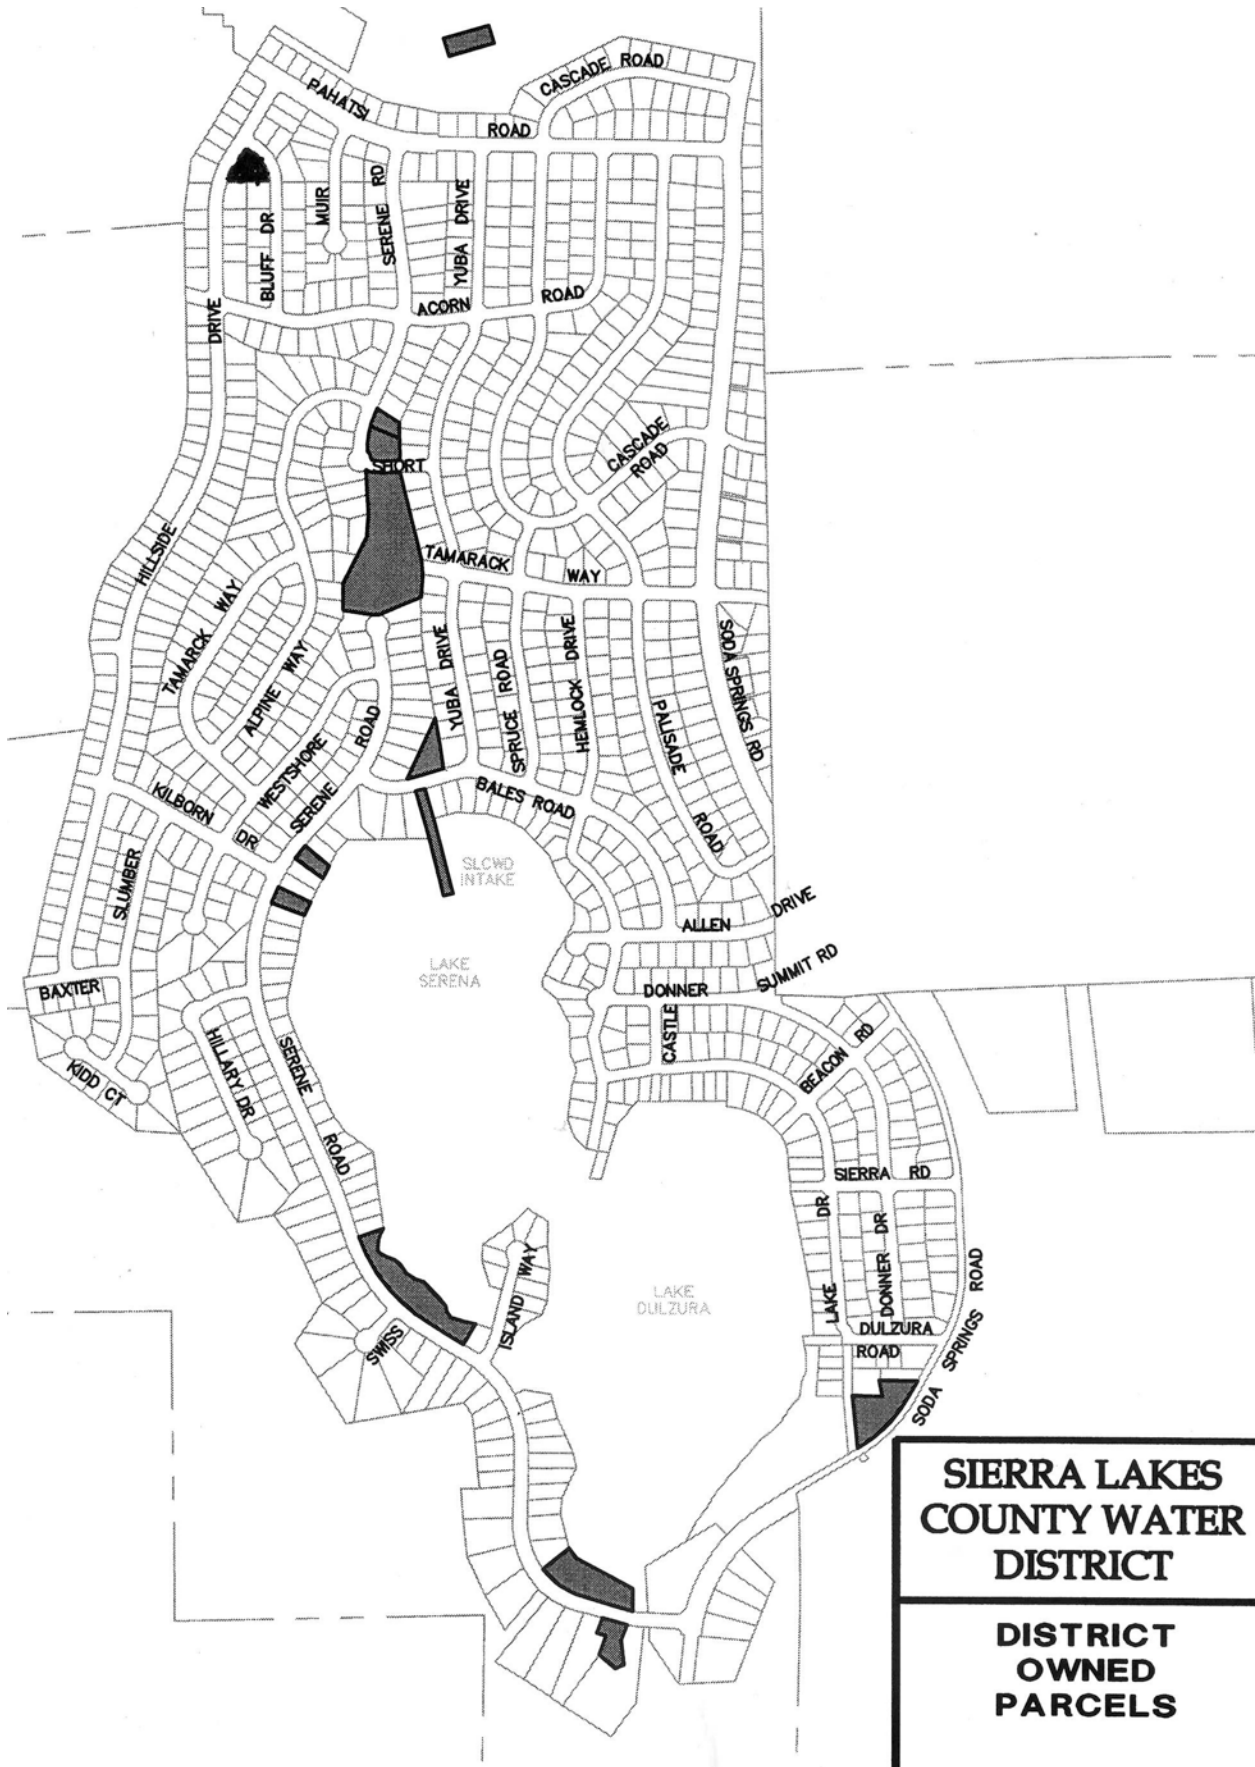 CASCADE ROAD
PAHATSI
ROAD
MUIR
SERENE RD
YUBA DRIVE
BLUFF DR
DRIVE
ACORN
ROAD
CASCADE
ROAD
SHORT
HILLSIDE
TAMARACK
WAY
TAMARCK WAY
ALPINE WAY
YUBA DRIVE
SPRUCE ROAD
HEMLOCK DRIVE
PALISADE
ROAD
SODA SPRINGS RD
WESTSHORE
SERENE ROAD
KILBORN
DR
BALES ROAD
SLUMBER
SLCWD
INTAKE
ALLEN
DRIVE
SUMMIT RD
DONNER
LAKE
SERENA
BAXTER
CASTLE
BEACON RD
KIDD CT
HILLARY DR
SERENE
ROAD
SIERRA RD
LAKE DR
DONNER DR
ISLAND WAY
SWISS
LAKE
DULZURA
DULZURA
ROAD
SODA SPRINGS ROAD
SIERRA LAKES
COUNTY WATER
DISTRICT
DISTRICT
OWNED
PARCELS